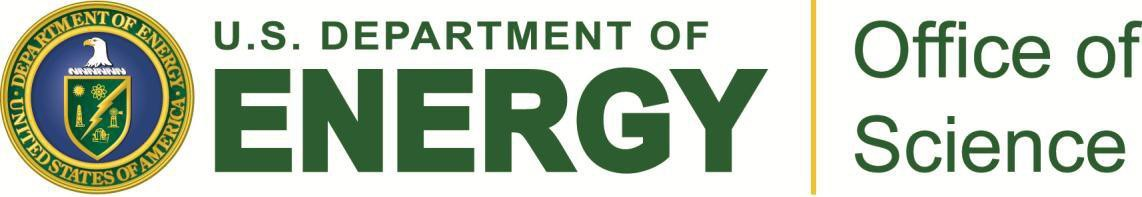 DEPARTMENT OF ENERGY
UNITED STATES OF AMERICA
U.S. DEPARTMENT OF
ENERGY
Office of
Science